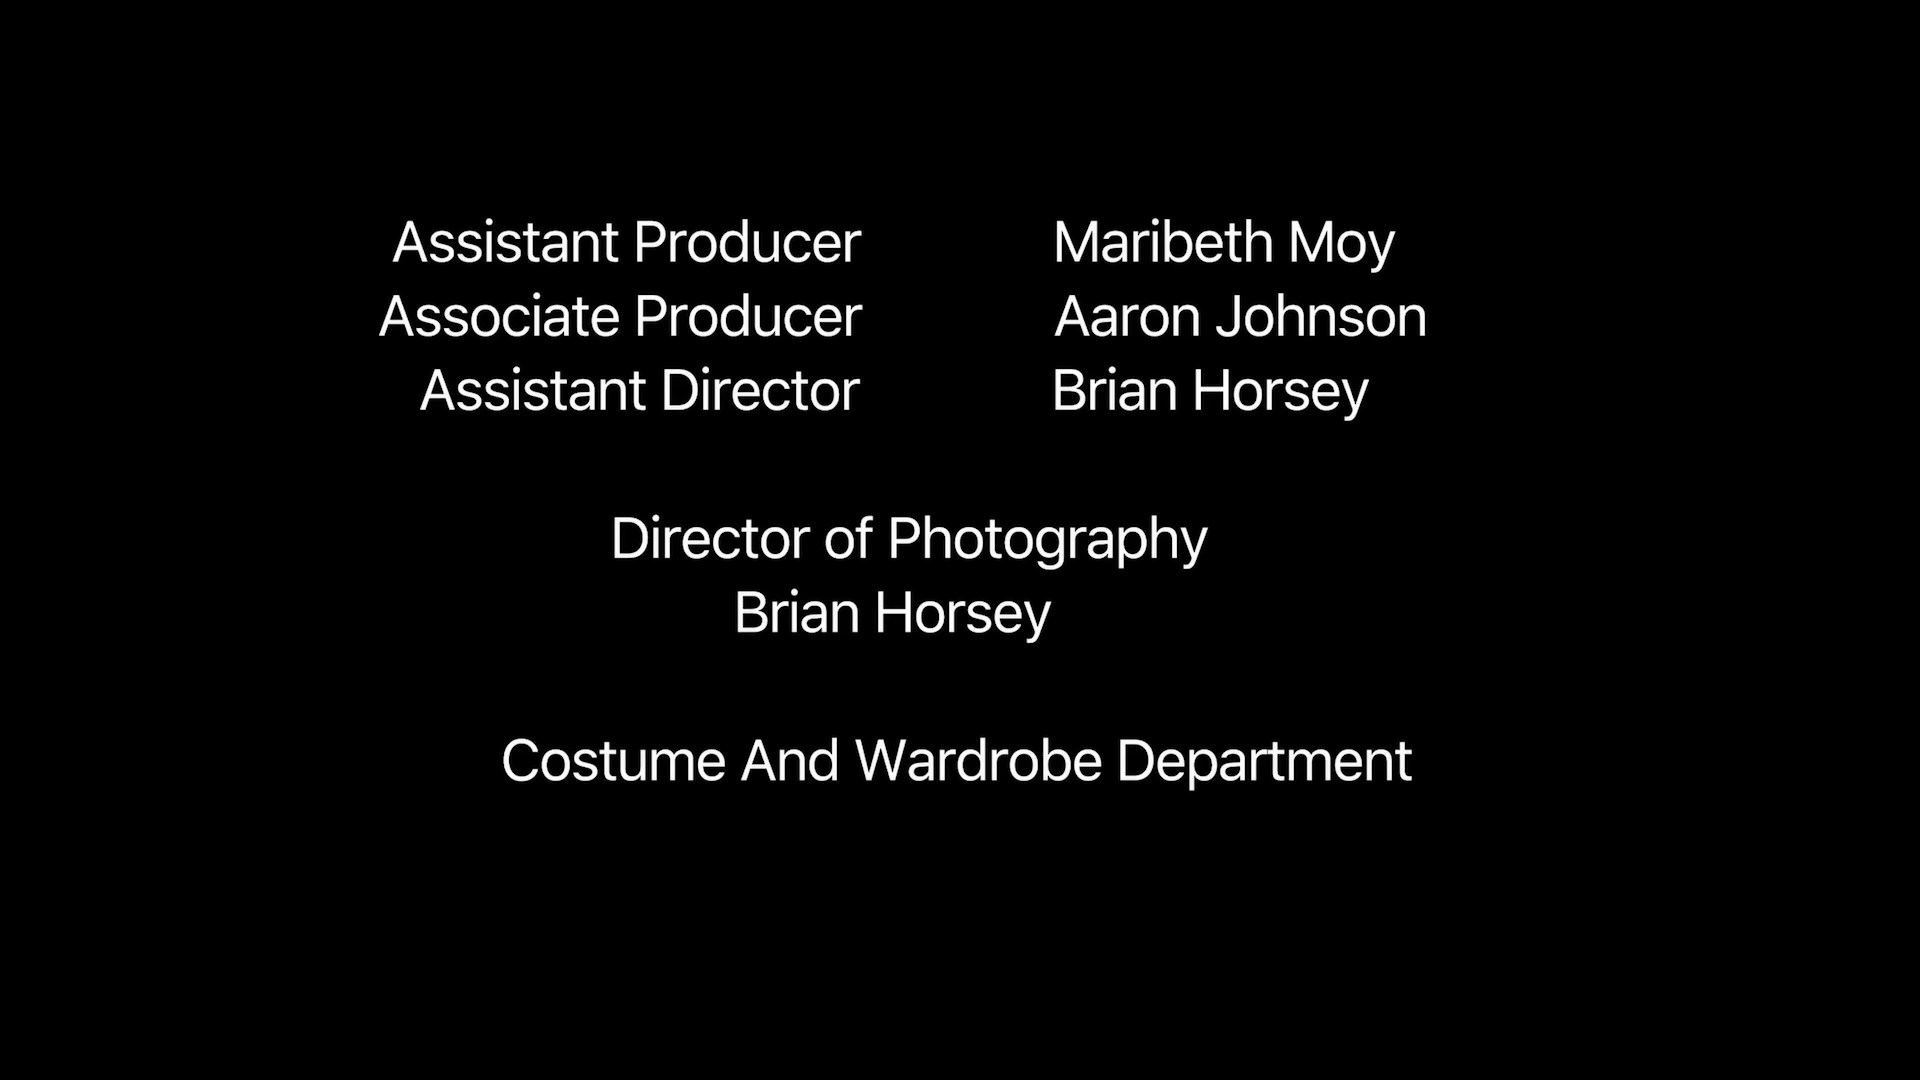 Assistant Producer Maribeth Moy
Associate Producer Aaron Johnson
Assistant Director Brian Horsey
Director of Photography
Brian Horsey
Costume And Wardrobe Department